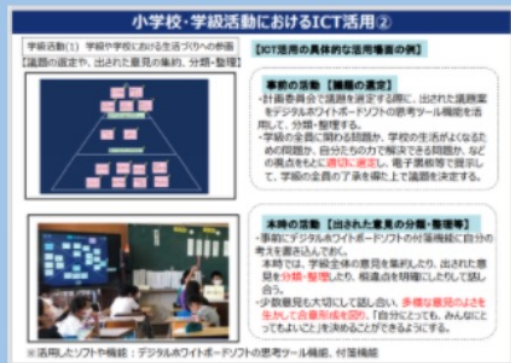 小学校・学級活動におけるICT活用②
学級活動(1) 学級や学校における生活づくりへの参画
【議題の選定や、出された意見の集約、分類・整理】
【ICT活用の具体的な活用場面の例】
事前の活動 【議題の選定】
・計画委員会で議題を選定する際に、出された議題案
をデジタルホワイトボードソフトの思考ツール機能を活
用して、分類・整理する。
・学級の全員に関わる問題か、学校の生活がよくなるた
めの問題か、自分たちの力で解決できる問題か、など
の視点をもとに適切に選定し、電子黒板等で提示し
て、学級の全員の了承を得た上で議題を決定する。
本時の活動 【出された意見の分類・整理等】
・事前にデジタルホワイトボードソフトの付箋機能に自分の
考えを書き込んでおく。
本時では、学級全体の意見を集約したり、出された意
見を分類・整理したり、相違点を明確にしたりして話し
合う。
・少数意見も大切にして話し合い、多様な意見のよさを
生かして合意形成を図り、「自分にとっても、みんなにと
ってもよいこと」を決めることができるようにする。
※活用したソフトや機能：デジタルホワイトボードソフトの思考ツール機能、付箋機能